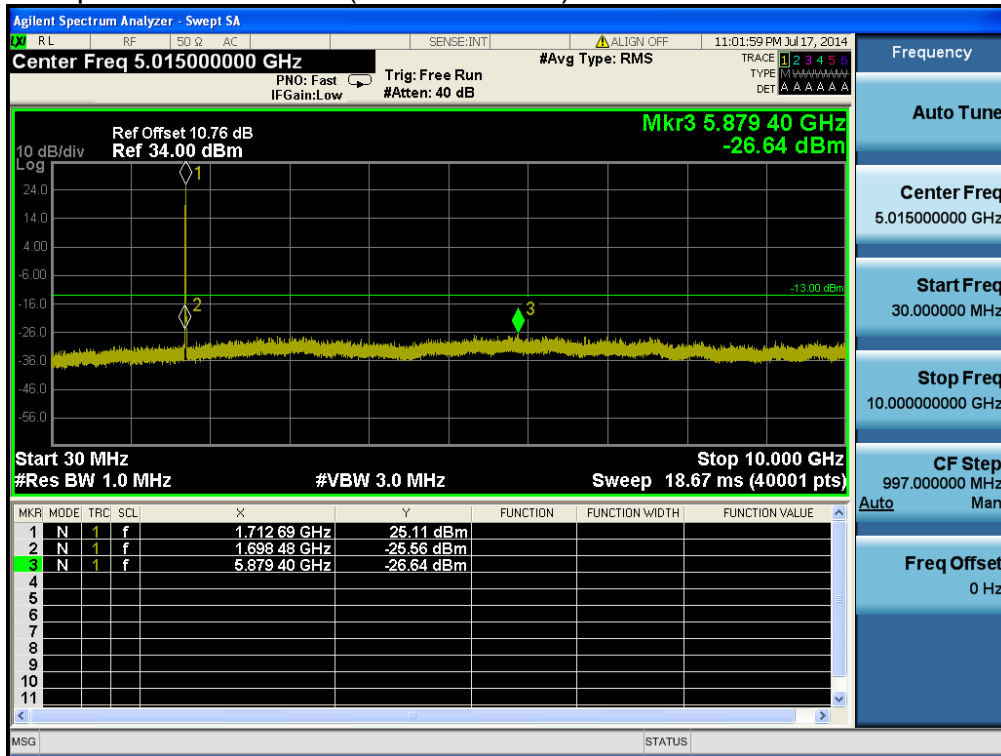 Agilent Spectrum Analyzer - Swept SA
LXI RL RF 50 Ω AC SENSE:INT ALIGN OFF 11:01:59 PM Jul 17, 2014
Center Freq 5.015000000 GHz #Avg Type: RMS TRACE 1 2 3 4 5 6
PNO: Fast Trig: Free Run TYPE M WWWWW
IFGain:Low #Atten: 40 dB DET A A A A A A
Mkr3 5.879 40 GHz
-26.64 dBm
Ref Offset 10.76 dB
10 dB/div Ref 34.00 dBm
Log
1
24.0
14.0
4.00
-6.00
-13.00 dBm
-16.0
2
3
-26.0
-36.0
-46.0
-56.0
Start 30 MHz Stop 10.000 GHz
#Res BW 1.0 MHz #VBW 3.0 MHz Sweep 18.67 ms (40001 pts)
MKR MODE TRC SCL X Y FUNCTION FUNCTION WIDTH FUNCTION VALUE
1 N 1 f 1.712 69 GHz 25.11 dBm
2 N 1 f 1.698 48 GHz -25.56 dBm
3 N 1 f 5.879 40 GHz -26.64 dBm
4
5
6
7
8
9
10
11
MSG STATUS
Frequency
Auto Tune
Center Freq
5.015000000 GHz
Start Freq
30.000000 MHz
Stop Freq
10.000000000 GHz
CF Step
997.000000 MHz
Auto Man
Freq Offset
0 Hz